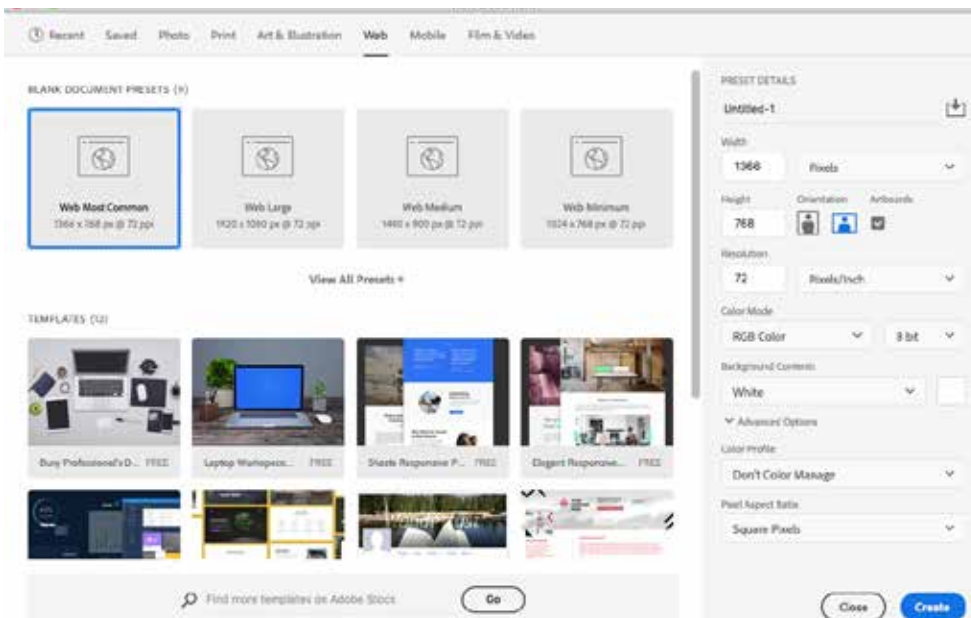 Recent Saved Photo Print Art & Illustration Web Mobile Film & Video
BLANK DOCUMENT PRESETS (9)
Web Most Common
1366 x 768 px @ 72 ppi
Web Large
1920 x 1080 px @ 72 ppi
Web Medium
1440 x 900 px @ 72 ppi
Web Minimum
1024 x 768 px @ 72 ppi
View All Presets +
TEMPLATES (12)
Busy Professional's D... FREE
Laptop Workspace... FREE
Responsive P... FREE
Elegant Responsive... FREE
Find more templates on Adobe Stock
Go
PRESET DETAILS
Untitled-1
Width
1366 Pixels
Height Orientation Artboards
768
Resolution
72 Pixels/Inch
Color Mode
RGB Color 8 bit
Background Contents
White
Advanced Options
Color Profile
Don't Color Manage
Pixel Aspect Ratio
Square Pixels
Close Create